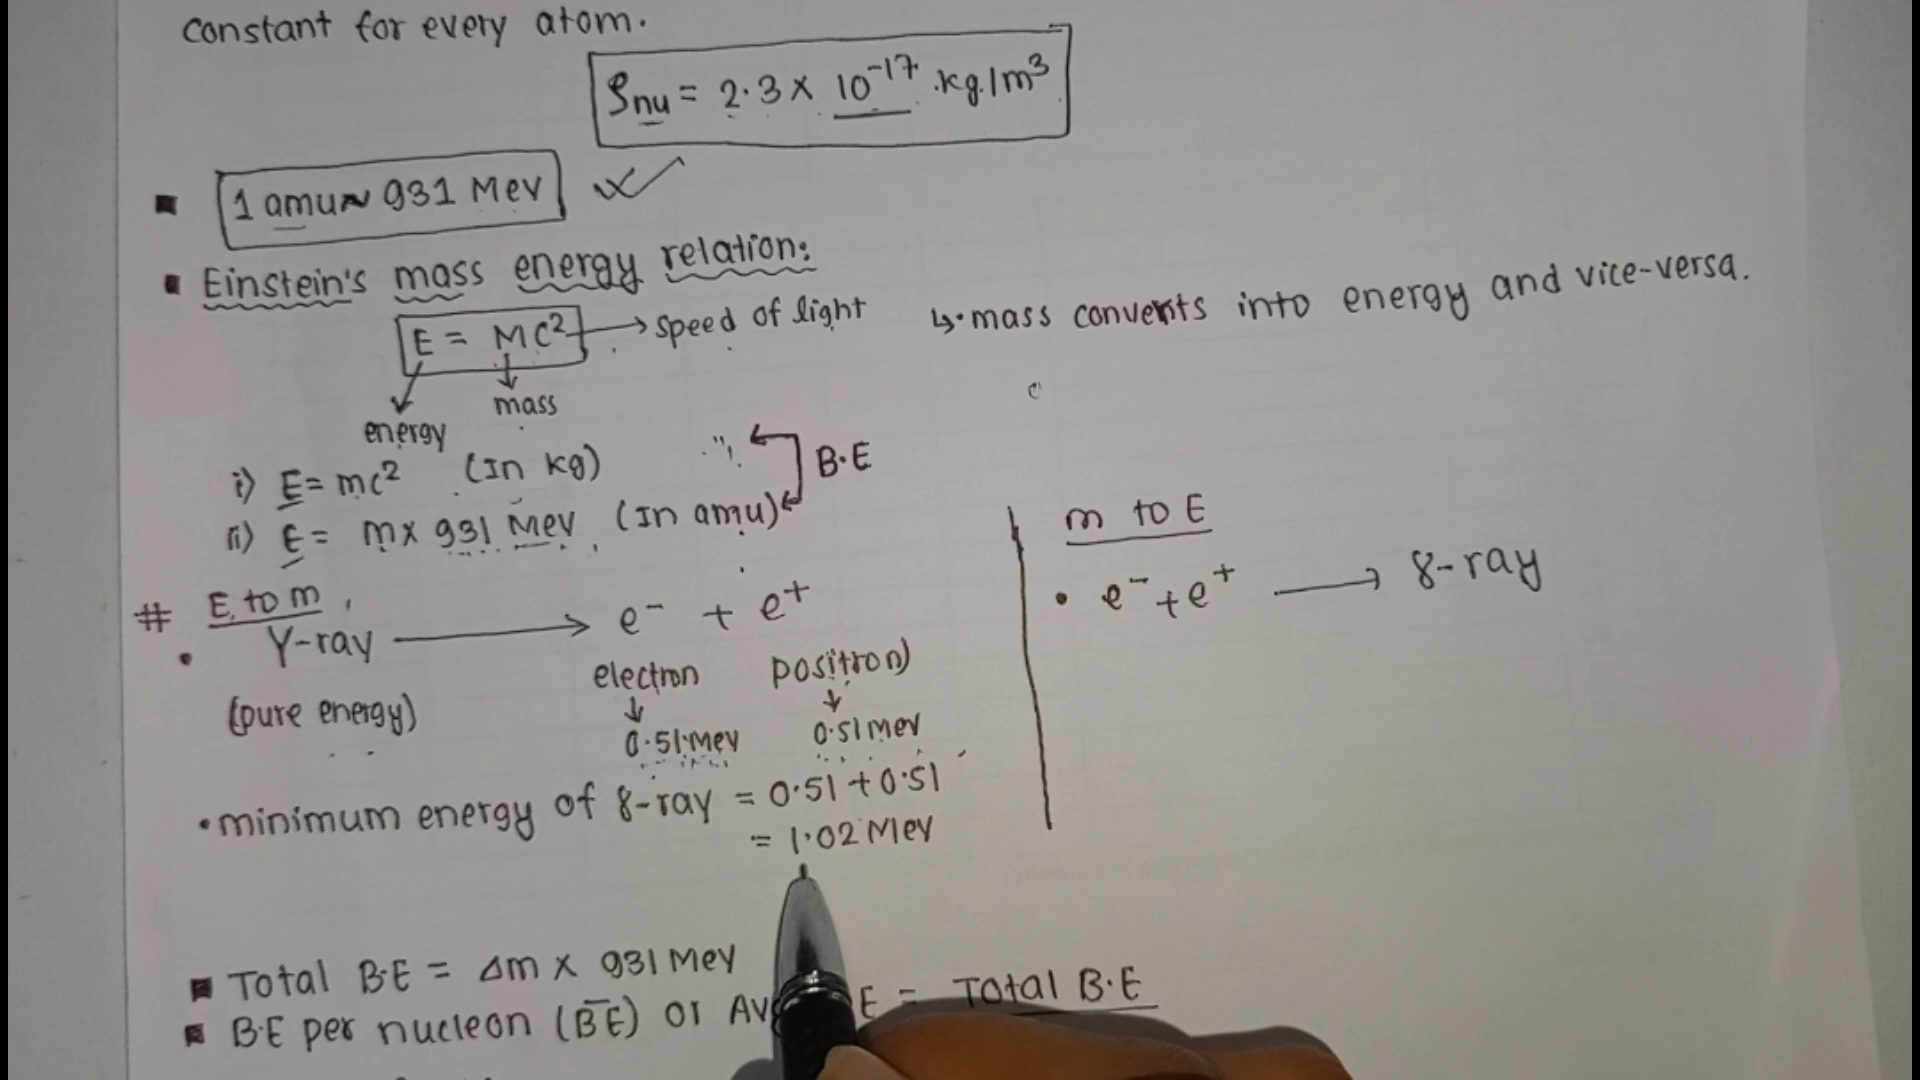 constant for every atom.
ρnu = 2.3 × 10⁻¹⁷ kg/m³
1 amu ~ 931 Mev
Einstein's mass energy relation:
E = MC² → speed of light
↳ • mass converts into energy and vice-versa.
mass
energy
i) E = mc² (In kg)
B.E
ii) E = m× 931 Mev (In amu)
# E to m
• γ-ray → e⁻ + e⁺
electron positron)
(pure energy)
0.51 Mev 0.51 Mev
• minimum energy of γ-ray = 0.51 + 0.51
= 1.02 Mev
m to E
• e⁻ + e⁺ → γ-ray
Total B.E = Δm × 931 Mev
B.E per nucleon (B̅E̅) or E = Total B.E